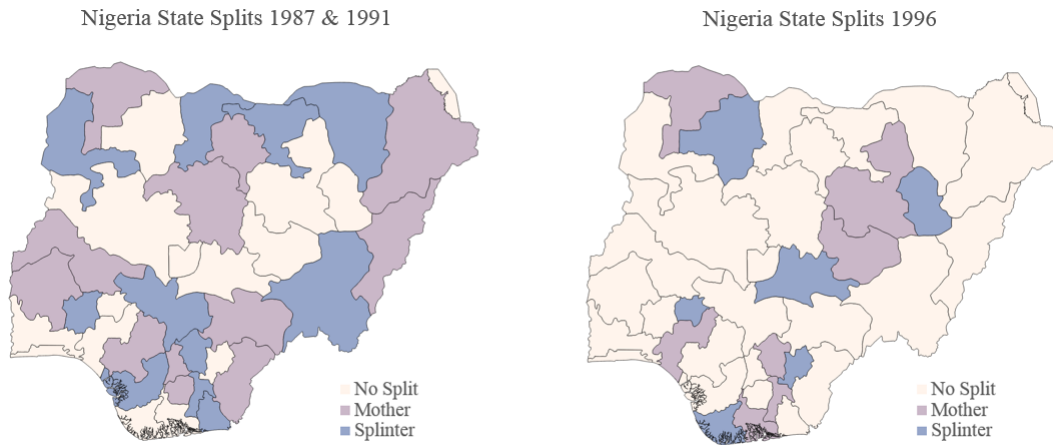 Nigeria State Splits 1987 & 1991
Nigeria State Splits 1996
No Split
Mother
Splinter
No Split
Mother
Splinter